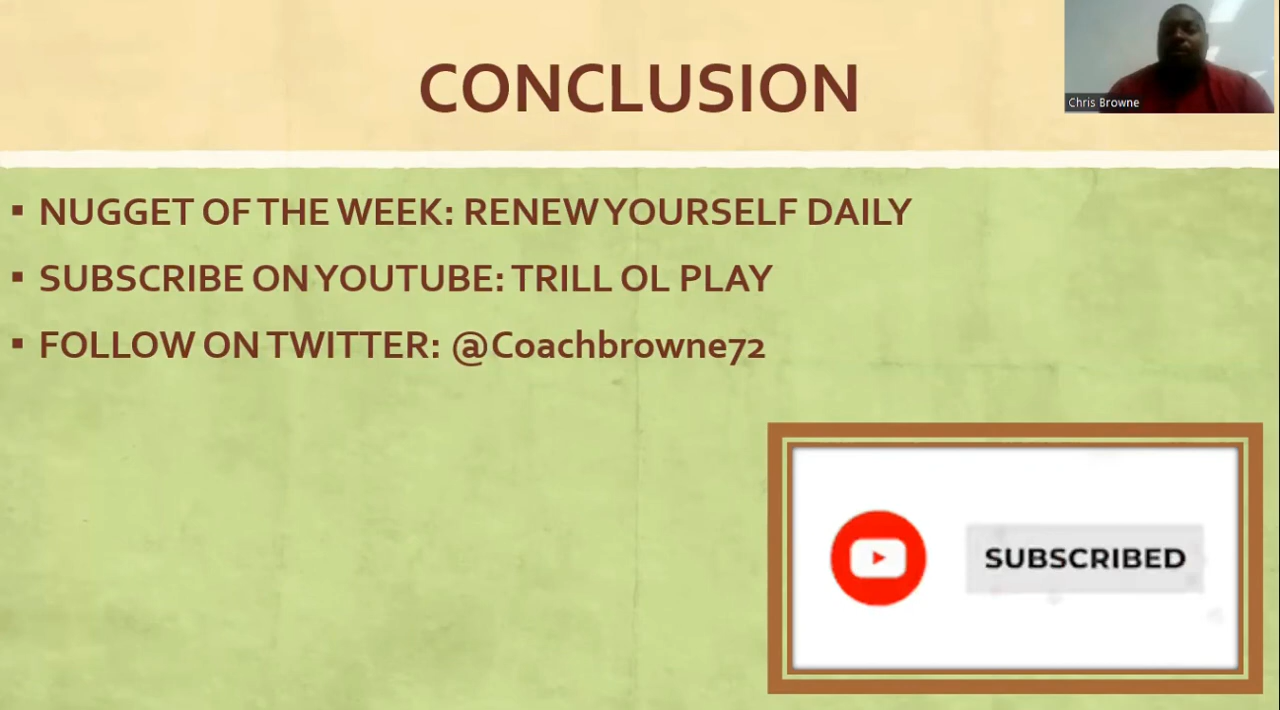 CONCLUSION
Chris Browne
▪ NUGGET OF THE WEEK: RENEW YOURSELF DAILY
▪ SUBSCRIBE ON YOUTUBE: TRILL OL PLAY
▪ FOLLOW ON TWITTER: @Coachbrowne72
SUBSCRIBED